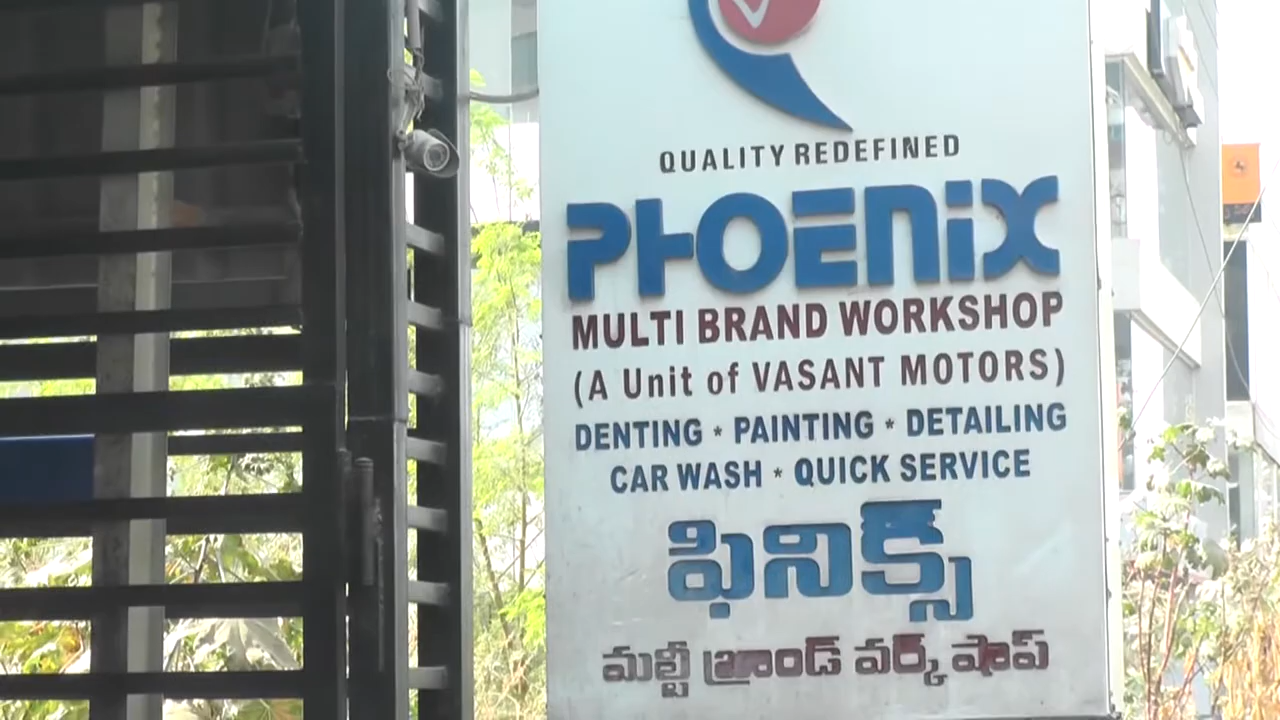 QUALITY REDEFINED
PHOENIX
MULTI BRAND WORKSHOP
(A Unit of VASANT MOTORS)
DENTING * PAINTING * DETAILING
CAR WASH * QUICK SERVICE
ఫినిక్స్
మల్టీ బ్రాండ్ వర్క్ షాప్